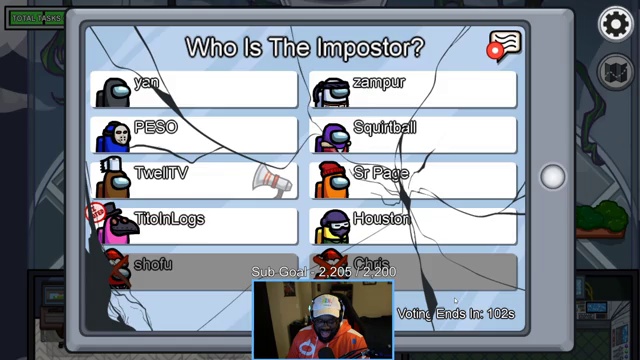 TOTAL TASKS
Who Is The Impostor?
yan
zampur
PESO
Squirtball
TwellTV
Sr Page
TitoInLogs
Houston
shofu
Chris
Sub Goal - 2,205 / 2,200
Voting Ends In: 102s